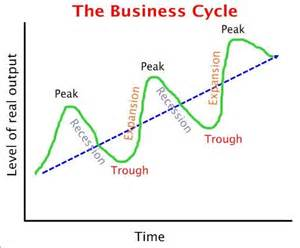 The Business Cycle
Level of real output
Peak
Recession
Trough
Expansion
Peak
Recession
Trough
Expansion
Peak
Time